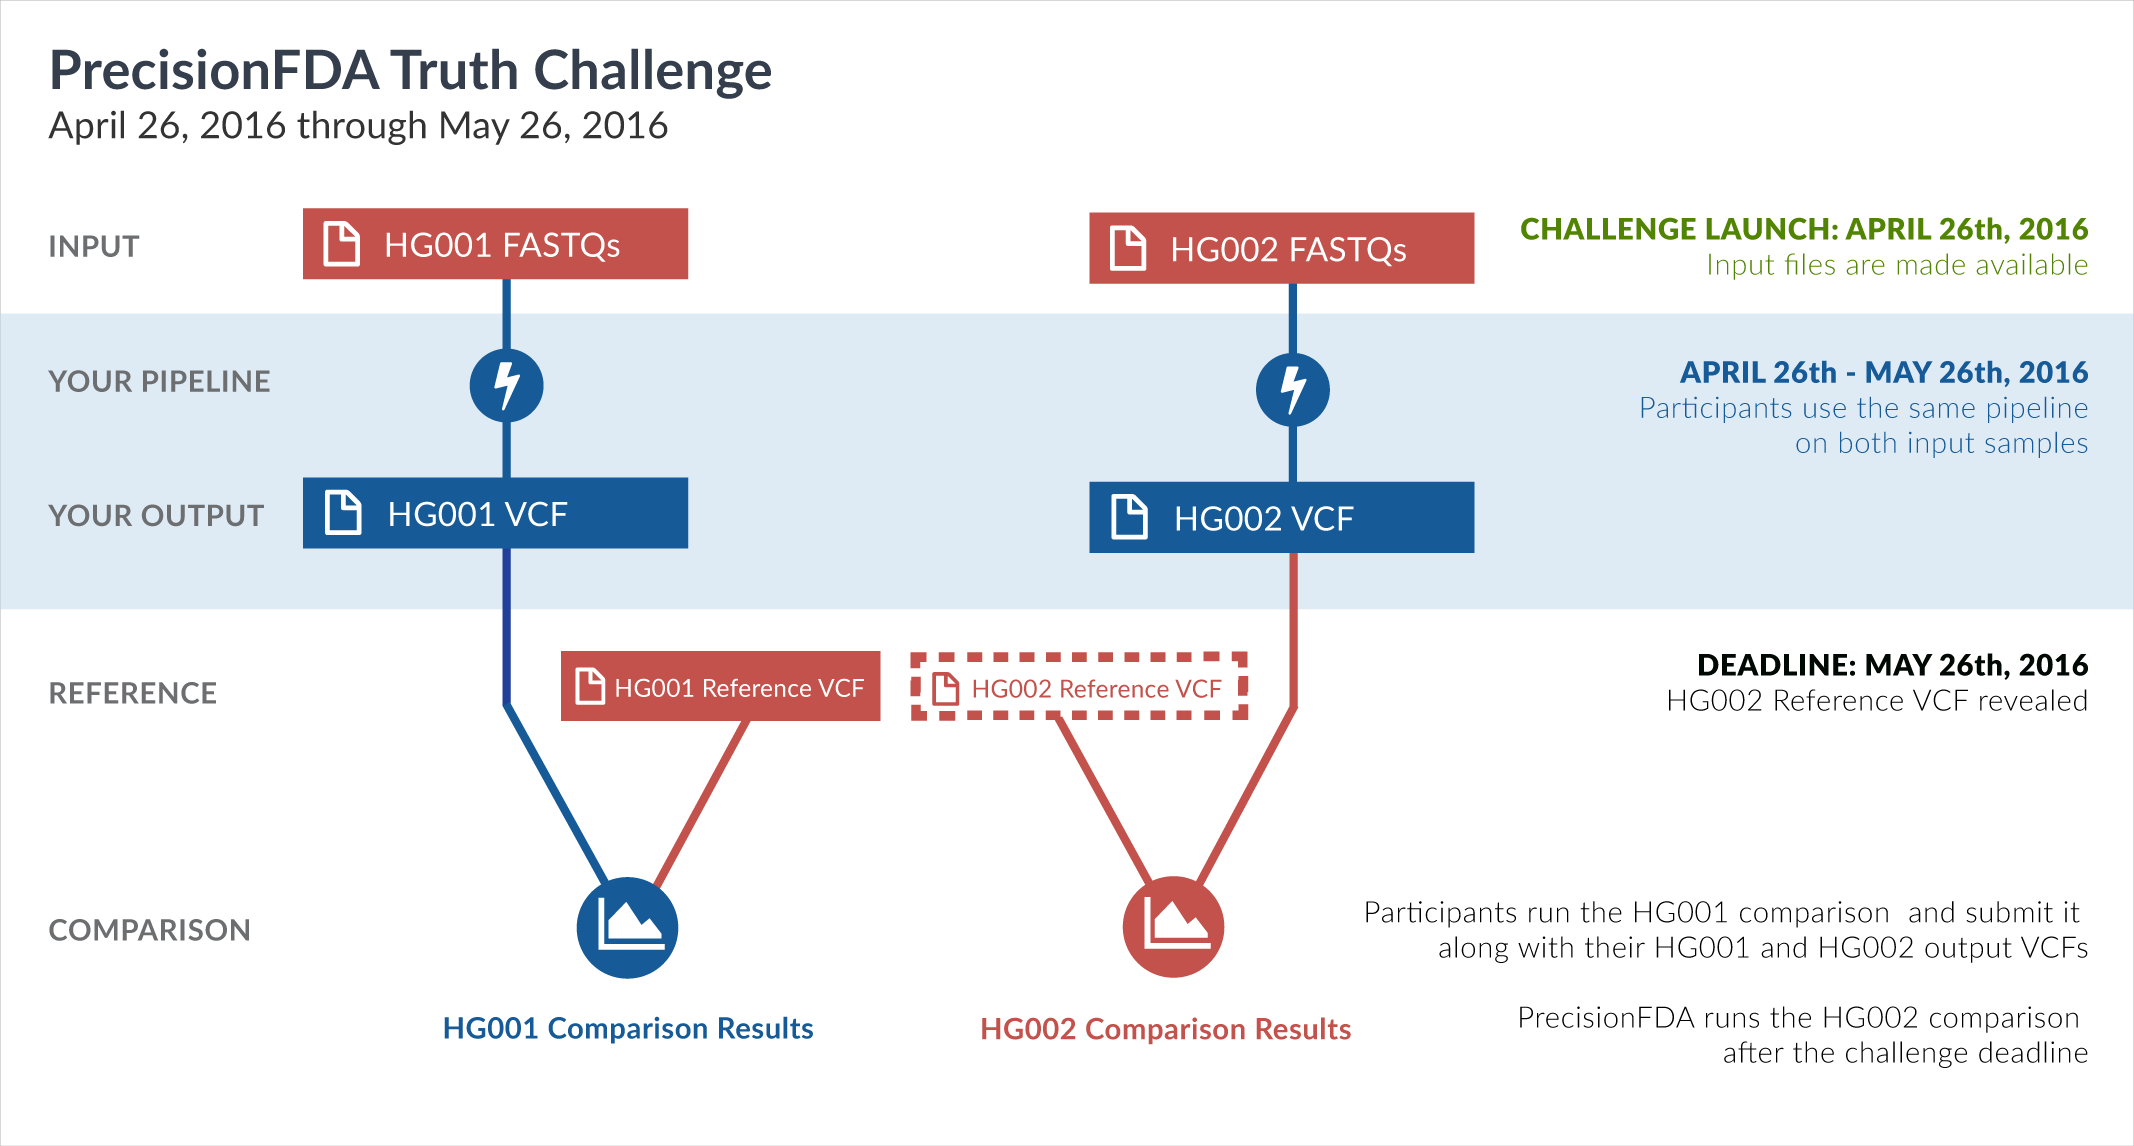 PrecisionFDA Truth Challenge
April 26, 2016 through May 26, 2016
INPUT
HG001 FASTQs
HG002 FASTQs
CHALLENGE LAUNCH: APRIL 26th, 2016
Input files are made available
YOUR PIPELINE
APRIL 26th - MAY 26th, 2016
Participants use the same pipeline
on both input samples
YOUR OUTPUT
HG001 VCF
HG002 VCF
REFERENCE
HG001 Reference VCF
HG002 Reference VCF
DEADLINE: MAY 26th, 2016
HG002 Reference VCF revealed
COMPARISON
Participants run the HG001 comparison and submit it
along with their HG001 and HG002 output VCFs
HG001 Comparison Results
HG002 Comparison Results
PrecisionFDA runs the HG002 comparison
after the challenge deadline